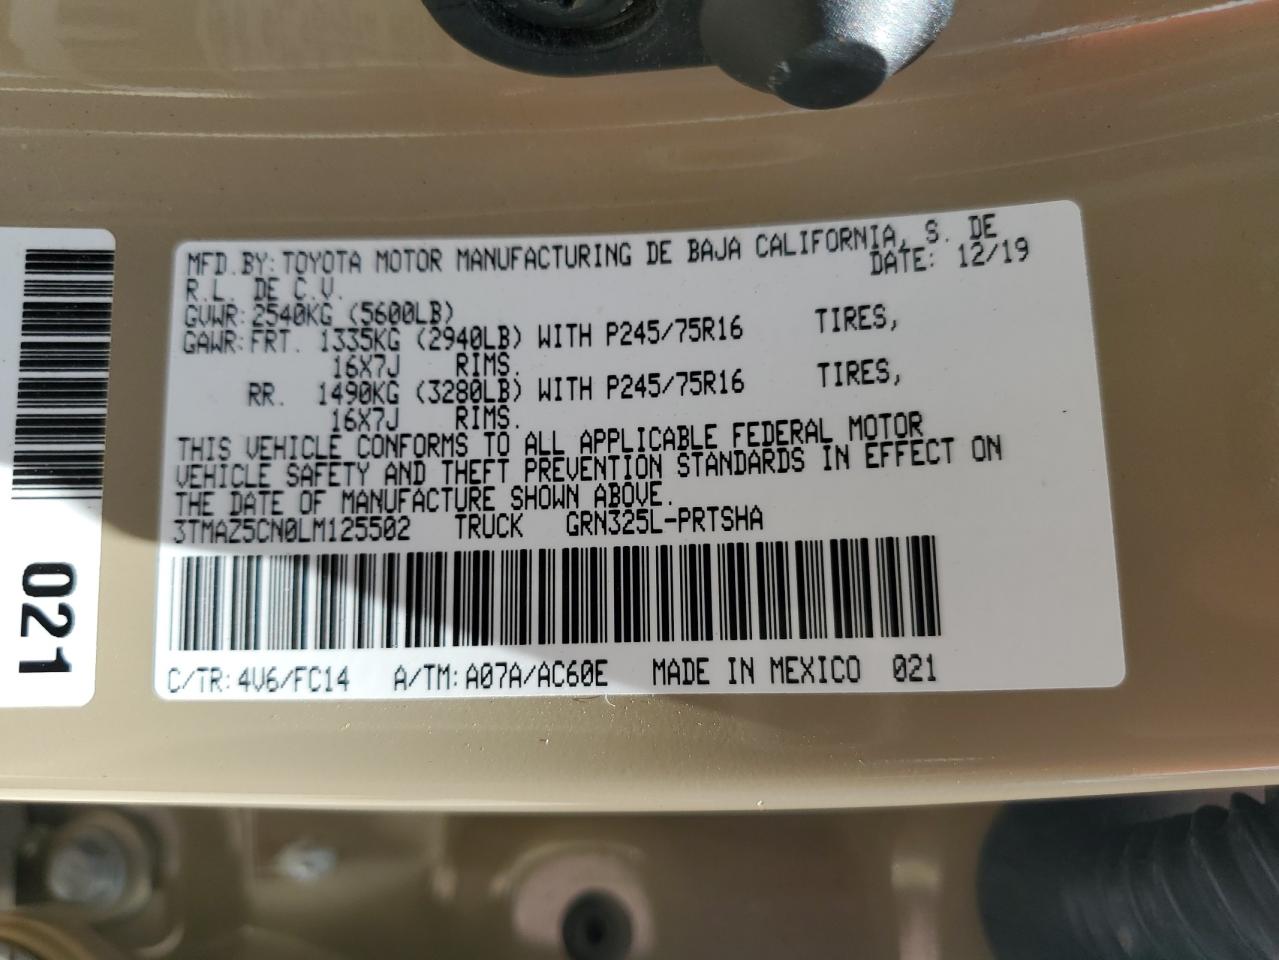 MFD.BY:TOYOTA MOTOR MANUFACTURING DE BAJA CALIFORNIA, S. DE
R.L. DE C.V. DATE: 12/19
GVWR:2540KG (5600LB)
GAWR:FRT. 1335KG (2940LB) WITH P245/75R16 TIRES,
16X7J RIMS.
RR. 1490KG (3280LB) WITH P245/75R16 TIRES,
16X7J RIMS.
THIS VEHICLE CONFORMS TO ALL APPLICABLE FEDERAL MOTOR
VEHICLE SAFETY AND THEFT PREVENTION STANDARDS IN EFFECT ON
THE DATE OF MANUFACTURE SHOWN ABOVE.
3TMAZ5CN0LM125502 TRUCK GRN325L-PRTSHA
C/TR:4V6/FC14 A/TM:A07A/AC60E MADE IN MEXICO 021
021